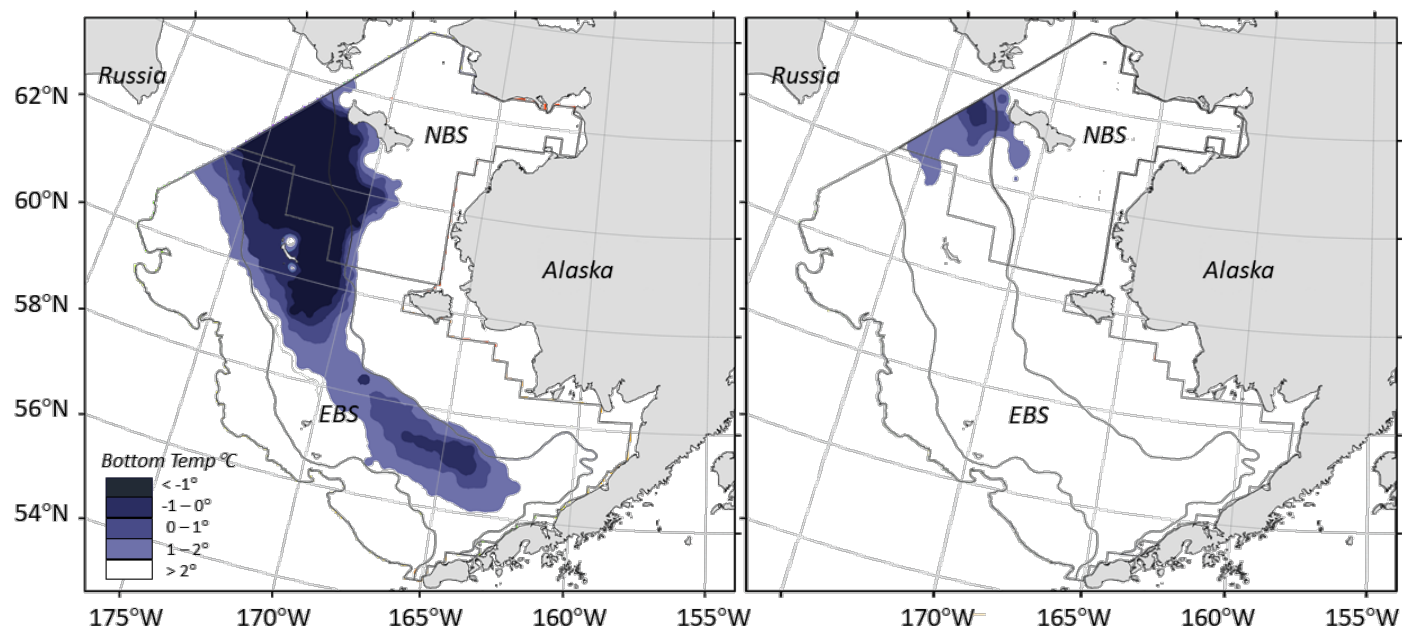 Russia
NBS
Alaska
EBS
Bottom Temp °C
< -1°
-1 – 0°
0 – 1°
1 – 2°
> 2°
62°N
60°N
58°N
56°N
54°N
175°W
170°W
165°W
160°W
155°W
Russia
NBS
Alaska
EBS
170°W
165°W
160°W
155°W